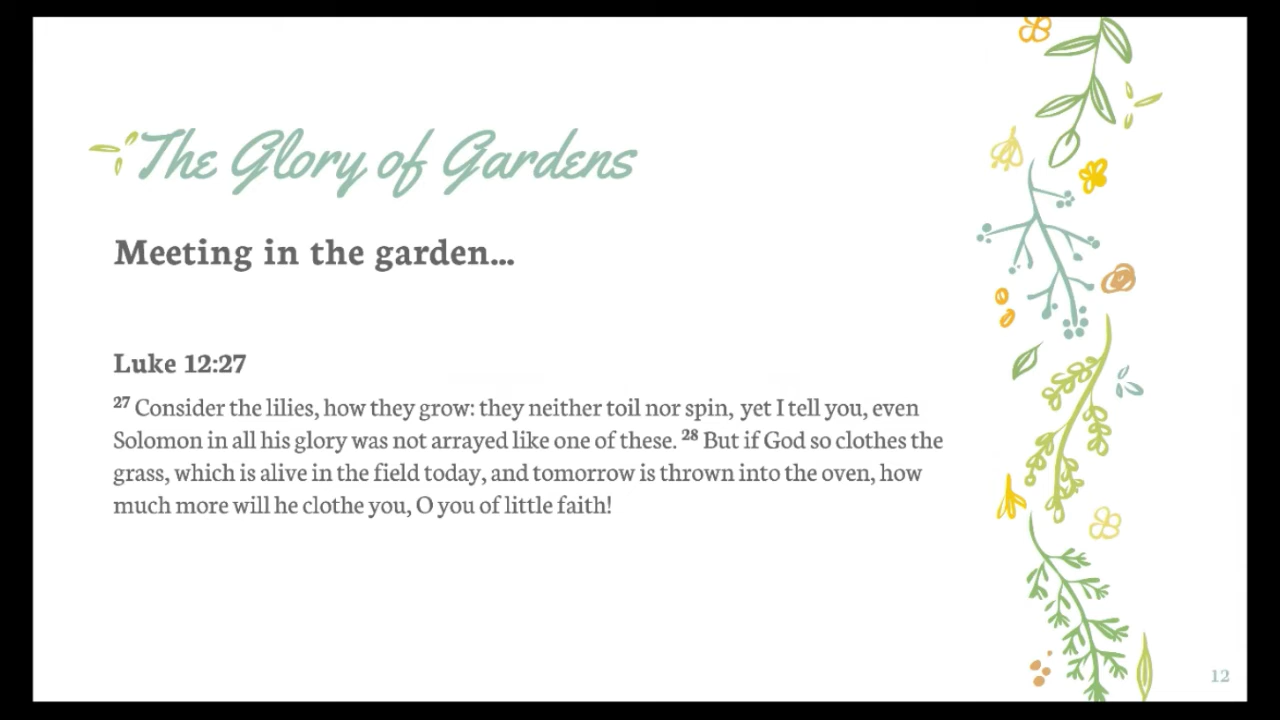 The Glory of Gardens
Meeting in the garden...
Luke 12:27
27 Consider the lilies, how they grow: they neither toil nor spin, yet I tell you, even
Solomon in all his glory was not arrayed like one of these. 28 But if God so clothes the
grass, which is alive in the field today, and tomorrow is thrown into the oven, how
much more will he clothe you, O you of little faith!
12